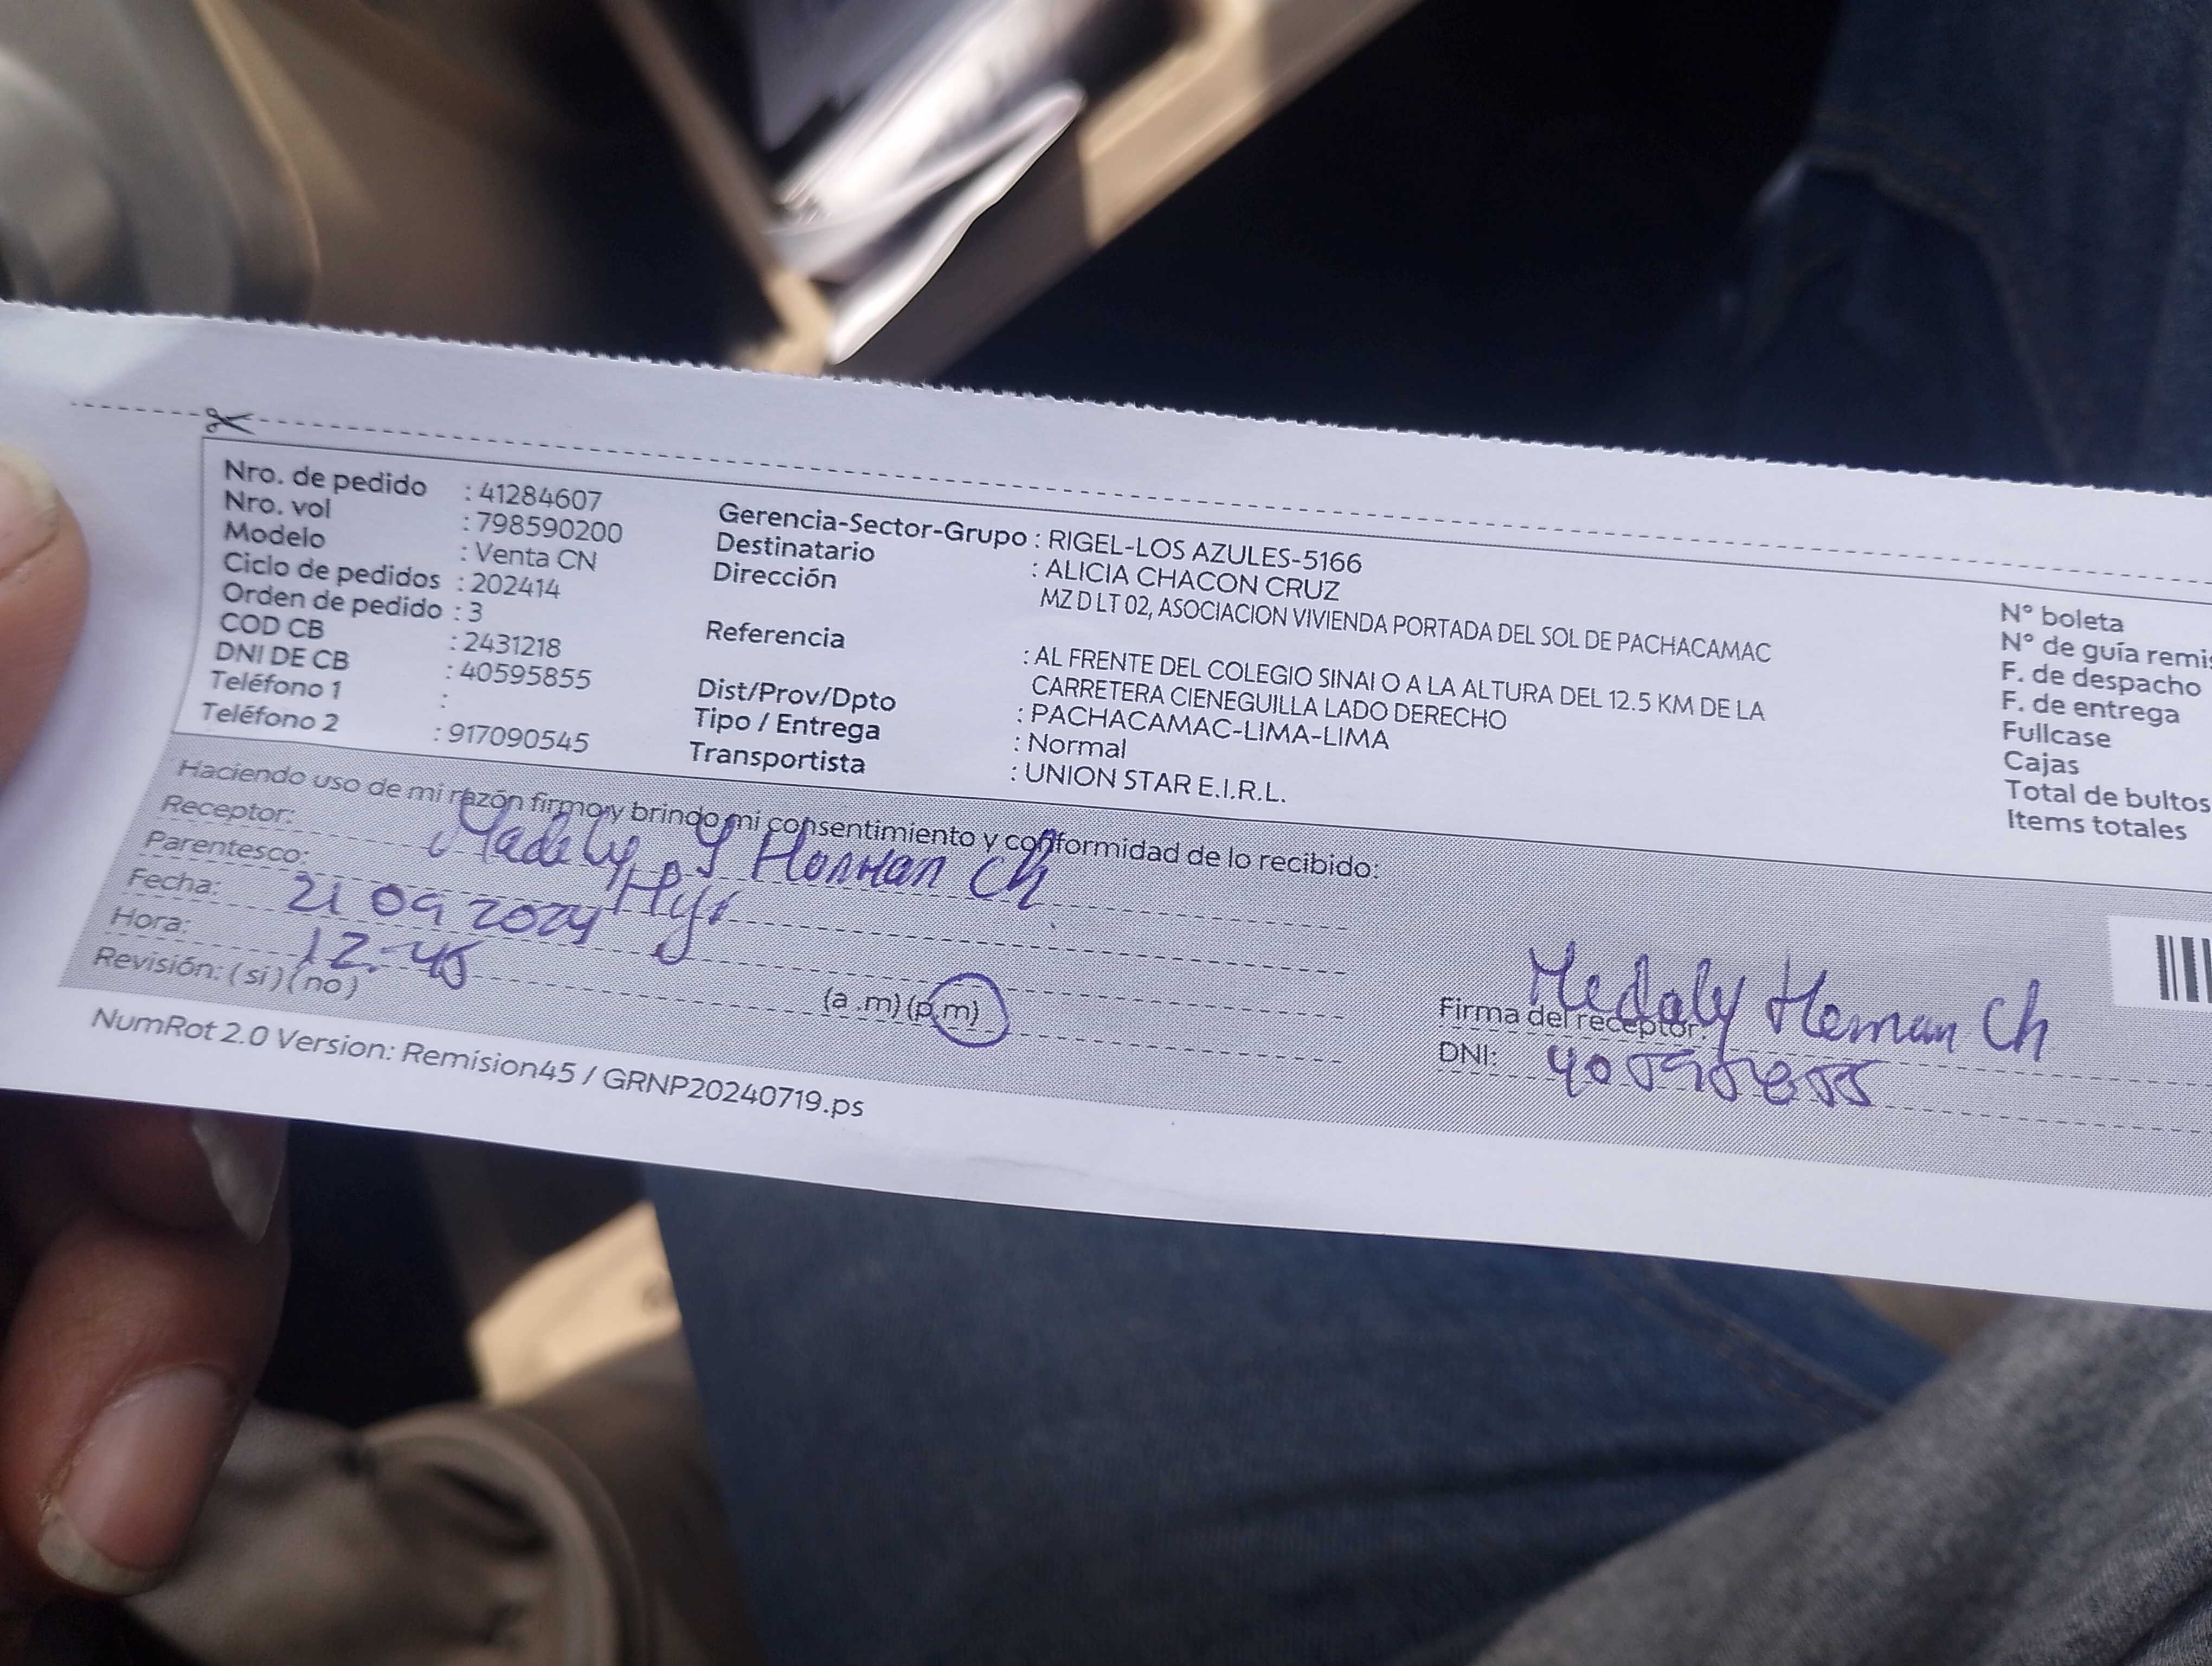 Nro. de pedido : 41284607
Nro. vol : 798590200
Modelo : Venta CN
Ciclo de pedidos : 202414
Orden de pedido : 3
COD CB : 2431218
DNI DE CB : 40595855
Teléfono 1 :
Teléfono 2 : 917090545
Gerencia-Sector-Grupo : RIGEL-LOS AZULES-5166
Destinatario : ALICIA CHACON CRUZ
Dirección MZ D LT 02, ASOCIACION VIVIENDA PORTADA DEL SOL DE PACHACAMAC
Referencia : AL FRENTE DEL COLEGIO SINAI O A LA ALTURA DEL 12.5 KM DE LA
CARRETERA CIENEGUILLA LADO DERECHO
Dist/Prov/Dpto : PACHACAMAC-LIMA-LIMA
Tipo / Entrega : Normal
Transportista : UNION STAR E.I.R.L.
N° boleta
N° de guía remis
F. de despacho
F. de entrega
Fullcase
Cajas
Total de bultos
Items totales
Haciendo uso de mi razón firmo y brindo mi consentimiento y conformidad de lo recibido:
Receptor: Ch
Parentesco:
Fecha: 21 09 2024
Hora: 12:45 (a .m) (p.m)
Revisión: ( si ) ( no )
Firma del receptor: Ch
DNI: 40595855
NumRot 2.0 Version: Remision45 / GRNP20240719.ps